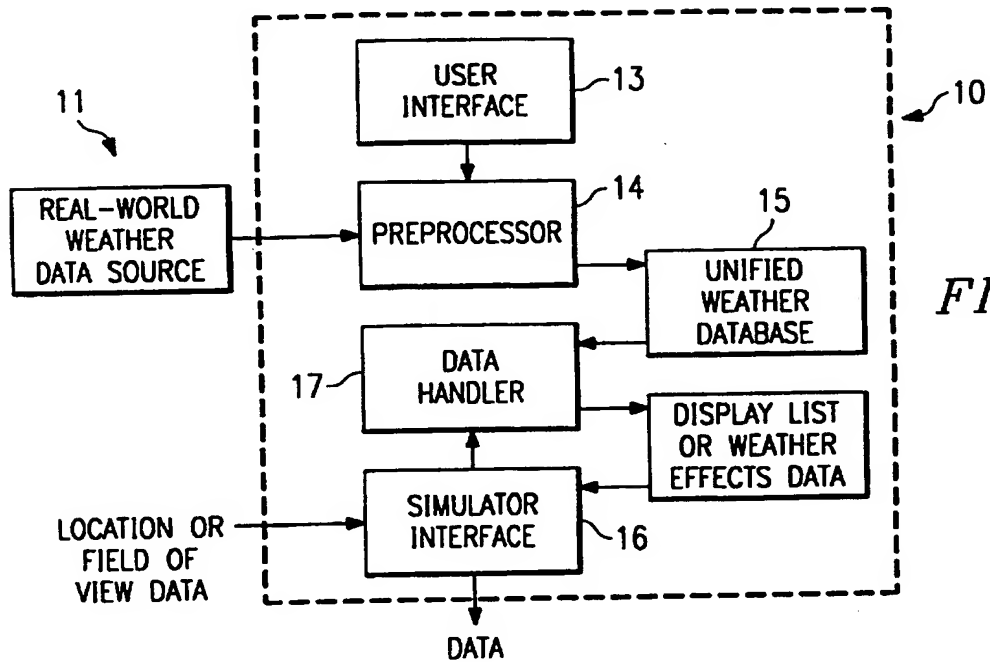 USER
INTERFACE
13
10
11
REAL-WORLD
WEATHER
DATA SOURCE
14
PREPROCESSOR
15
UNIFIED
WEATHER
DATABASE
17
DATA
HANDLER
DISPLAY LIST
OR WEATHER
EFFECTS DATA
LOCATION OR
FIELD OF
VIEW DATA
SIMULATOR
INTERFACE
16
DATA